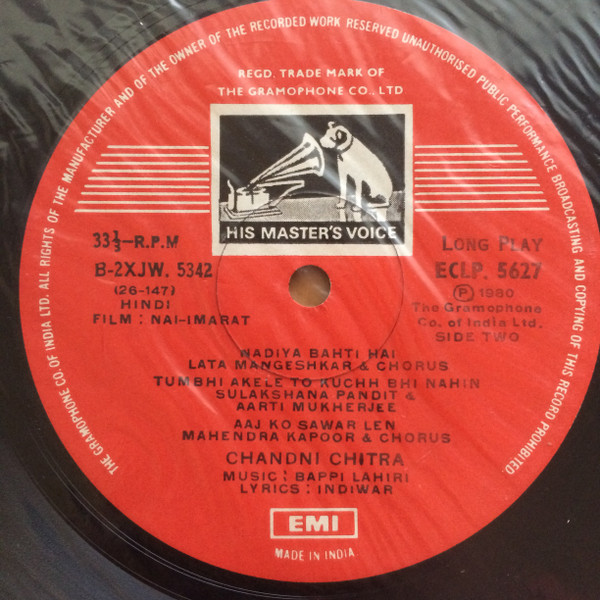 THE GRAMOPHONE CO. OF INDIA LTD. ALL RIGHTS OF THE MANUFACTURER AND OF THE OWNER OF THE RECORDED WORK RESERVED UNAUTHORISED PUBLIC PERFORMANCE BROADCASTING AND COPYING OF THIS RECORD PROHIBITED.
REGD. TRADE MARK OF
THE GRAMOPHONE CO., LTD
HIS MASTER'S VOICE
33⅓-R.P.M
B-2XJW. 5342
(26-147)
HINDI
FILM : NAI-IMARAT
LONG PLAY
ECLP. 5627
Ⓟ 1980
The Gramophone
Co. of India Ltd.
SIDE TWO
NADIYA BAHTI HAI
LATA MANGESHKAR & CHORUS
TUMBHI AKELE TO KUCHH BHI NAHIN
SULAKSHANA PANDIT &
AARTI MUKHERJEE
AAJ KO SAWAR LEN
MAHENDRA KAPOOR & CHORUS
CHANDNI CHITRA
MUSIC : BAPPI LAHIRI
LYRICS : INDIWAR
EMI
MADE IN INDIA